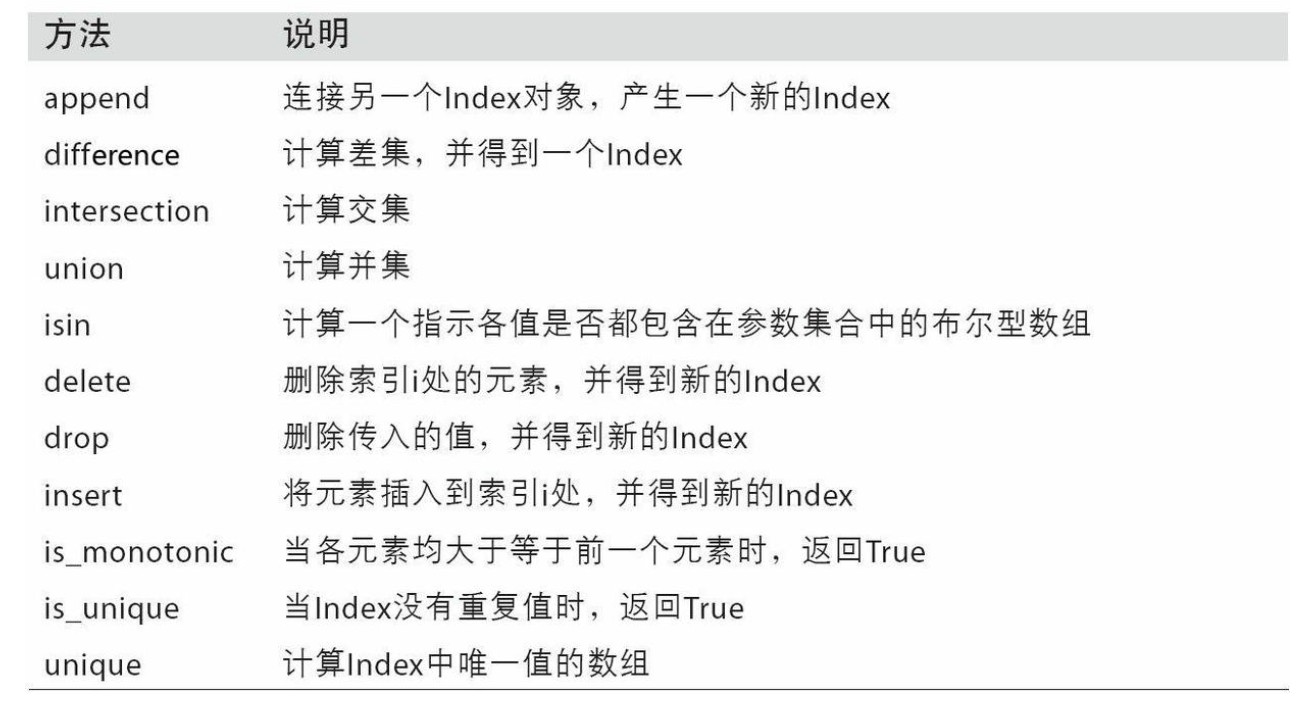 方法 说明
append 连接另一个Index对象，产生一个新的Index
difference 计算差集，并得到一个Index
intersection 计算交集
union 计算并集
isin 计算一个指示各值是否都包含在参数集合中的布尔型数组
delete 删除索引i处的元素，并得到新的Index
drop 删除传入的值，并得到新的Index
insert 将元素插入到索引i处，并得到新的Index
is_monotonic 当各元素均大于等于前一个元素时，返回True
is_unique 当Index没有重复值时，返回True
unique 计算Index中唯一值的数组